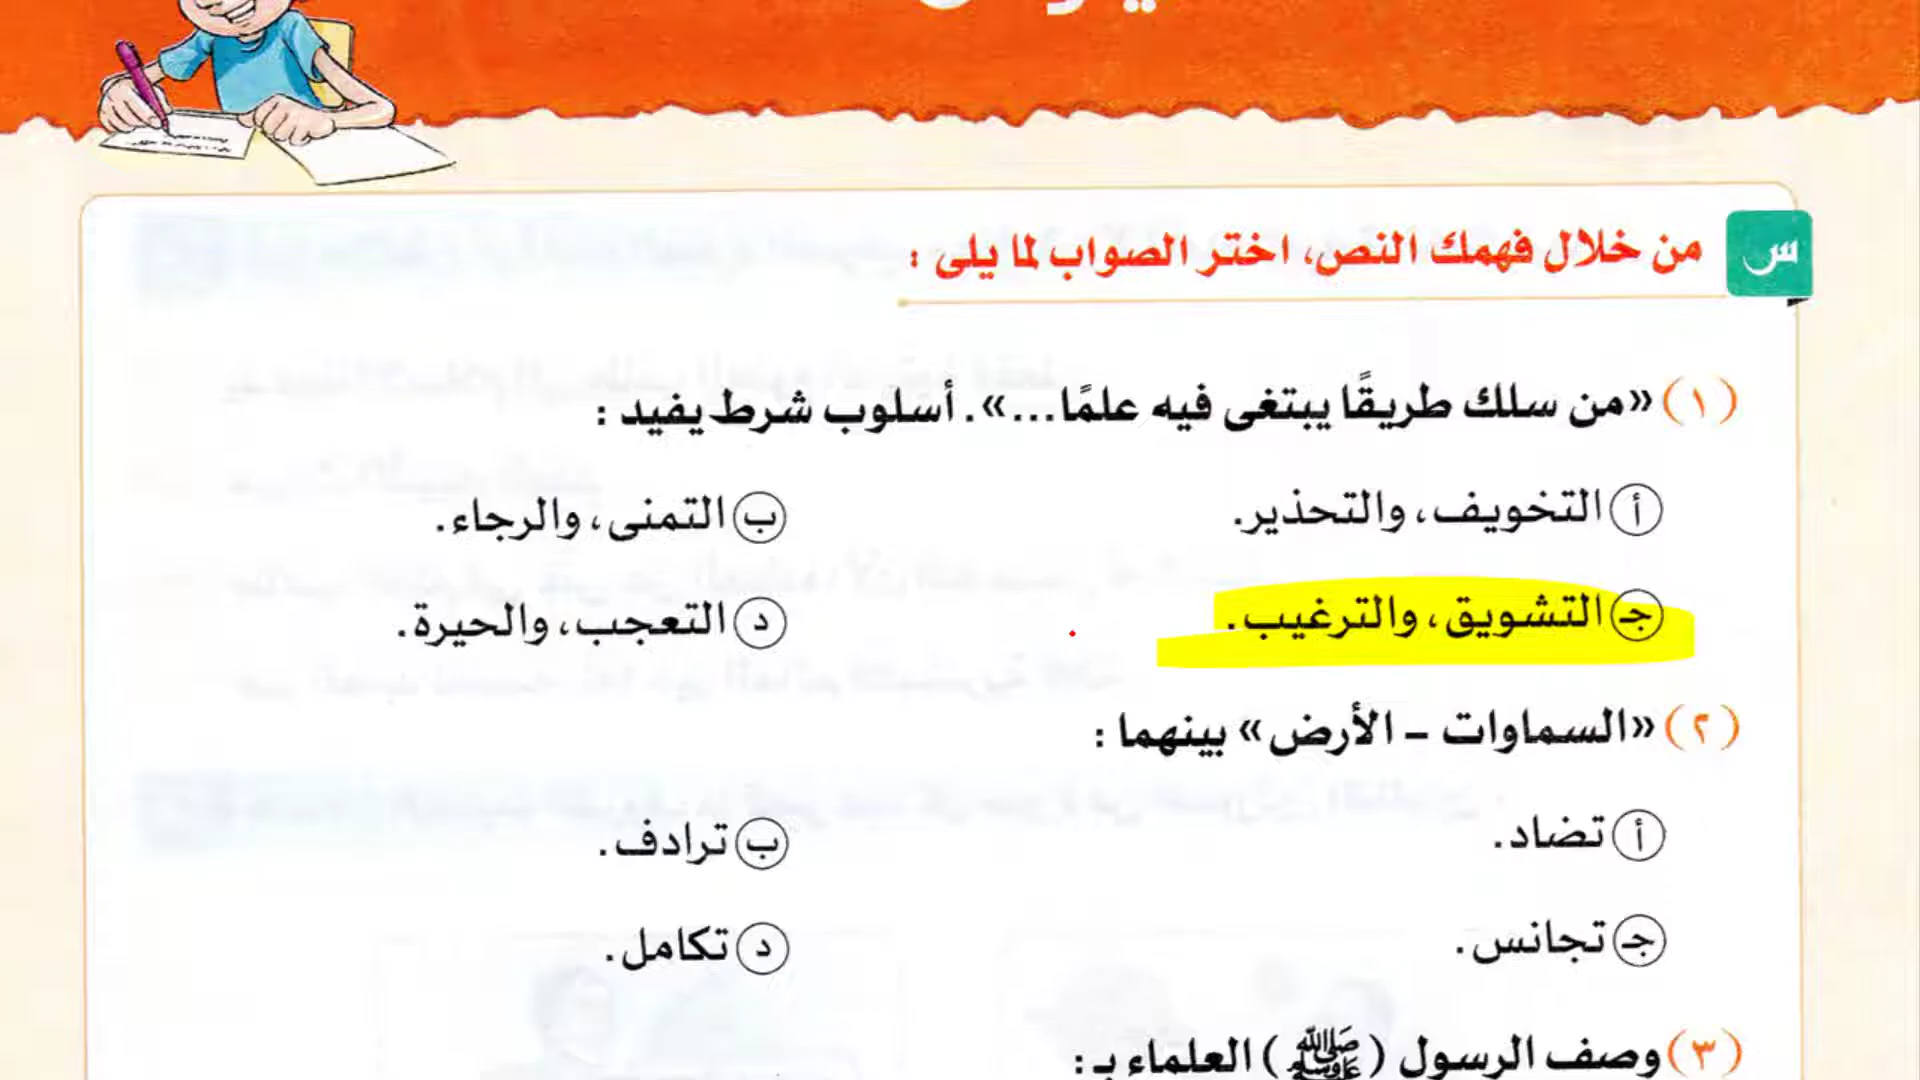 س
من خلال فهمك النص، اختر الصواب لما يلى :
(١) «من سلك طريقًا يبتغى فيه علمًا...». أسلوب شرط يفيد :
أ التخويف، والتحذير.
ب التمنى، والرجاء.
جـ التشويق، والترغيب.
د التعجب، والحيرة.
(٢) «السماوات - الأرض» بينهما :
أ تضاد.
ب ترادف.
جـ تجانس.
د تكامل.
(٣) وصف الرسول (ﷺ) العلماء بـ :